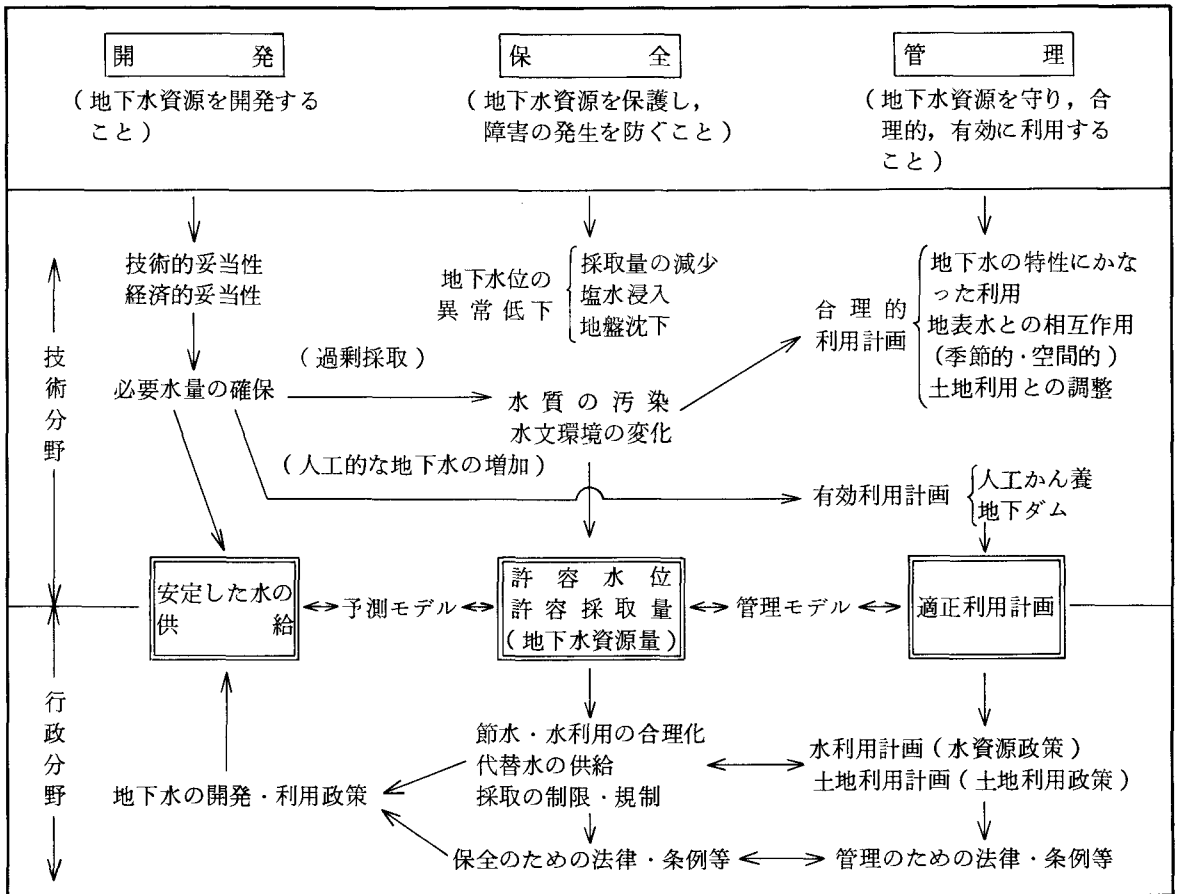 開発
(地下水資源を開発する
こと)
保全
(地下水資源を保護し,
障害の発生を防ぐこと)
管理
(地下水資源を守り,合
理的,有効に利用する
こと)
技術分野
技術的妥当性
経済的妥当性
必要水量の確保
(過剰採取)
(人工的な地下水の増加)
地下水位の
異常低下
採取量の減少
塩水浸入
地盤沈下
水質の汚染
水文環境の変化
合理的
利用計画
地下水の特性にかな
った利用
地表水との相互作用
(季節的・空間的)
土地利用との調整
有効利用計画
人工かん養
地下ダム
安定した水の
供給
予測モデル
許容水位
許容採取量
(地下水資源量)
管理モデル
適正利用計画
行政分野
地下水の開発・利用政策
節水・水利用の合理化
代替水の供給
採取の制限・規制
水利用計画(水資源政策)
土地利用計画(土地利用政策)
保全のための法律・条例等
管理のための法律・条例等